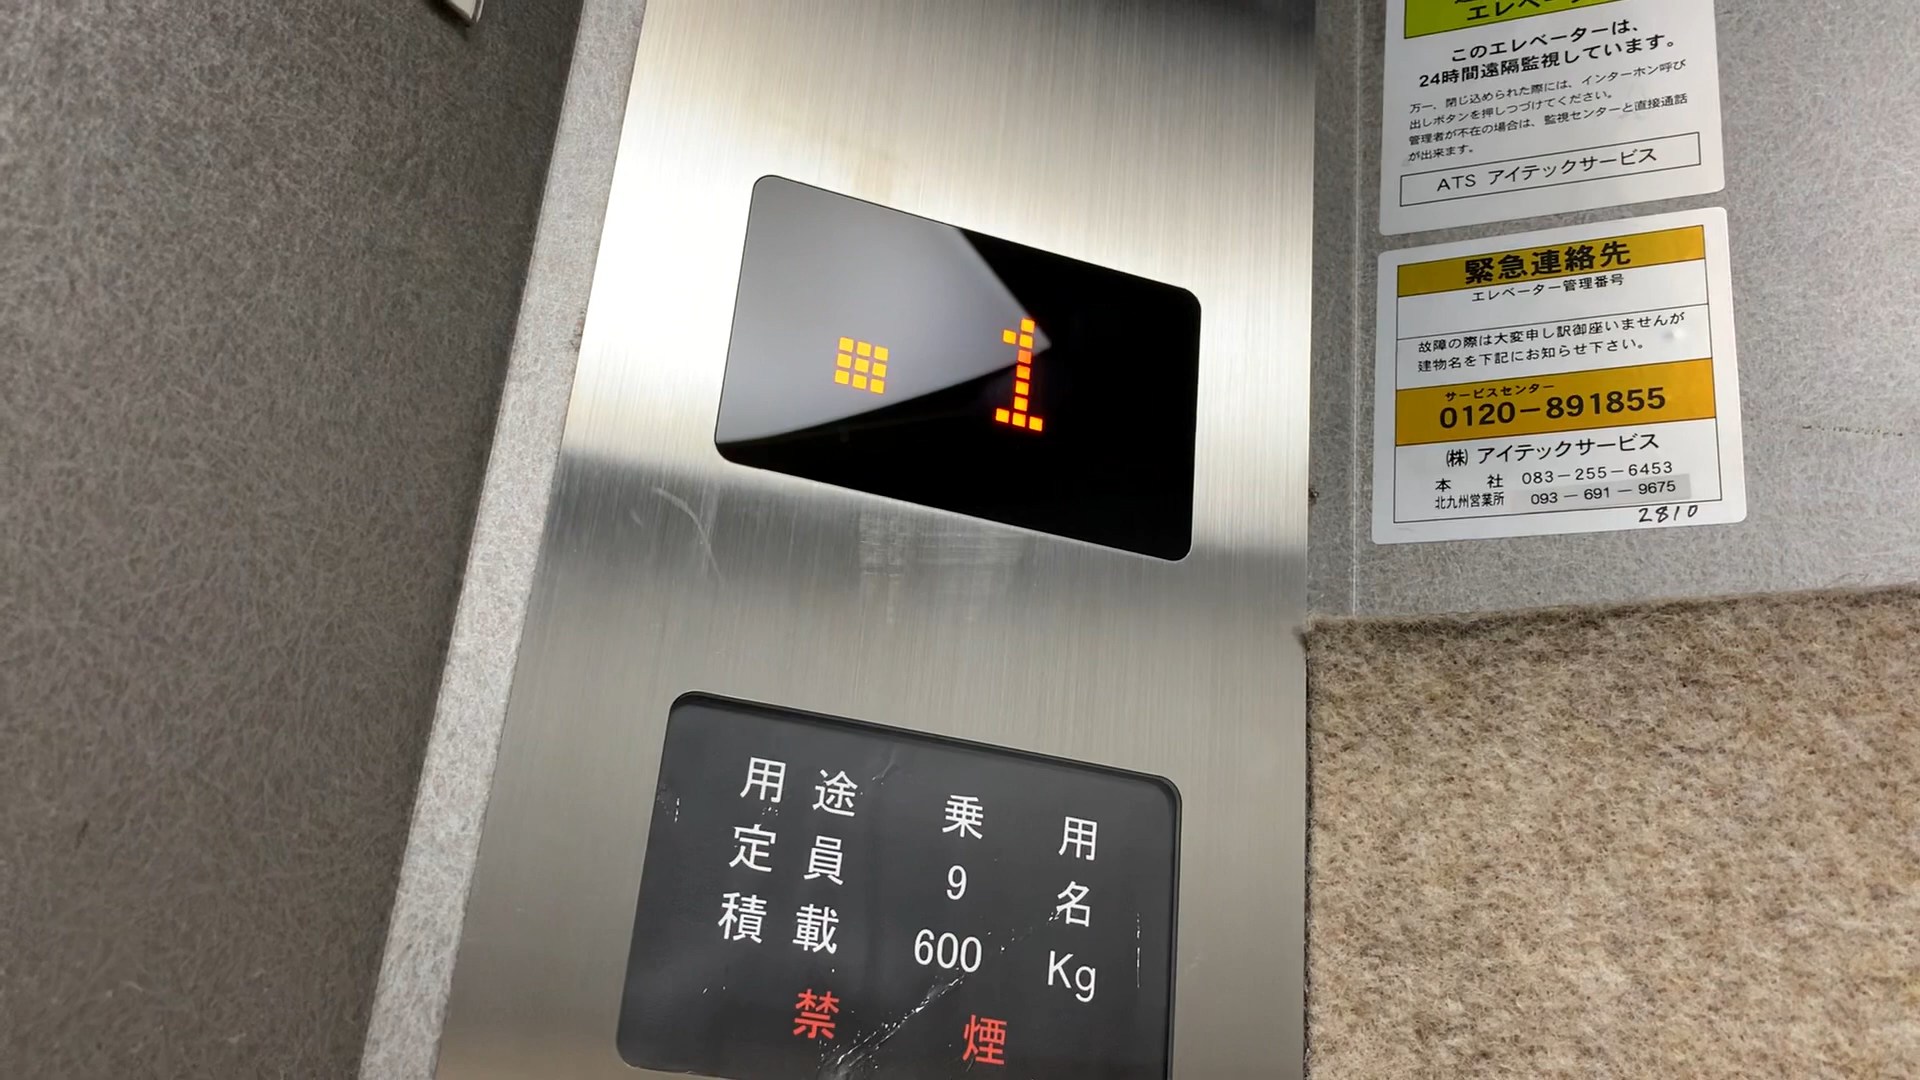 1
用途 乗用
定員 9名
積載 600Kg
禁煙
エレベーター
このエレベーターは、
24時間遠隔監視しています。
万一、閉じ込められた際には、インターホン呼び
出しボタンを押しつづけてください。
管理者が不在の場合は、監視センターと直接通話
が出来ます。
ATS アイテックサービス
緊急連絡先
エレベーター管理番号
故障の際は大変申し訳御座いませんが
建物名を下記にお知らせ下さい。
サービスセンター
0120-891855
㈱ アイテックサービス
本社 083-255-6453
北九州営業所 093-691-9675
2810